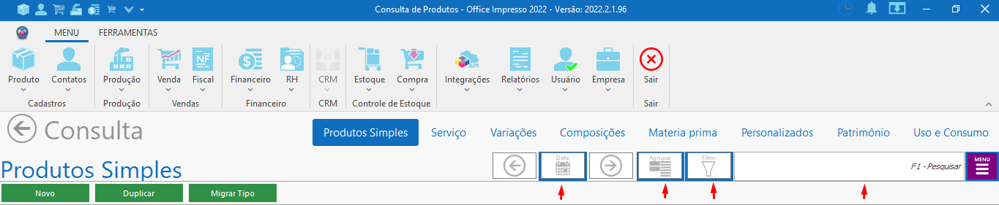 Consulta de Produtos - Office Impresso 2022 - Versão: 2022.2.1.96
MENU FERRAMENTAS
NF API
Produto Contatos Produção Venda Fiscal Financeiro RH CRM Estoque Compra Integrações Relatórios Usuário Empresa Sair
Cadastros Produção Vendas Financeiro CRM Controle de Estoque Sair
Consulta Produtos Simples Serviço Variações Composições Materia prima Personalizados Patrimônio Uso e Consumo
Produtos Simples Data Agrupar Filtro F1 - Pesquisar MENU
Novo Duplicar Migrar Tipo